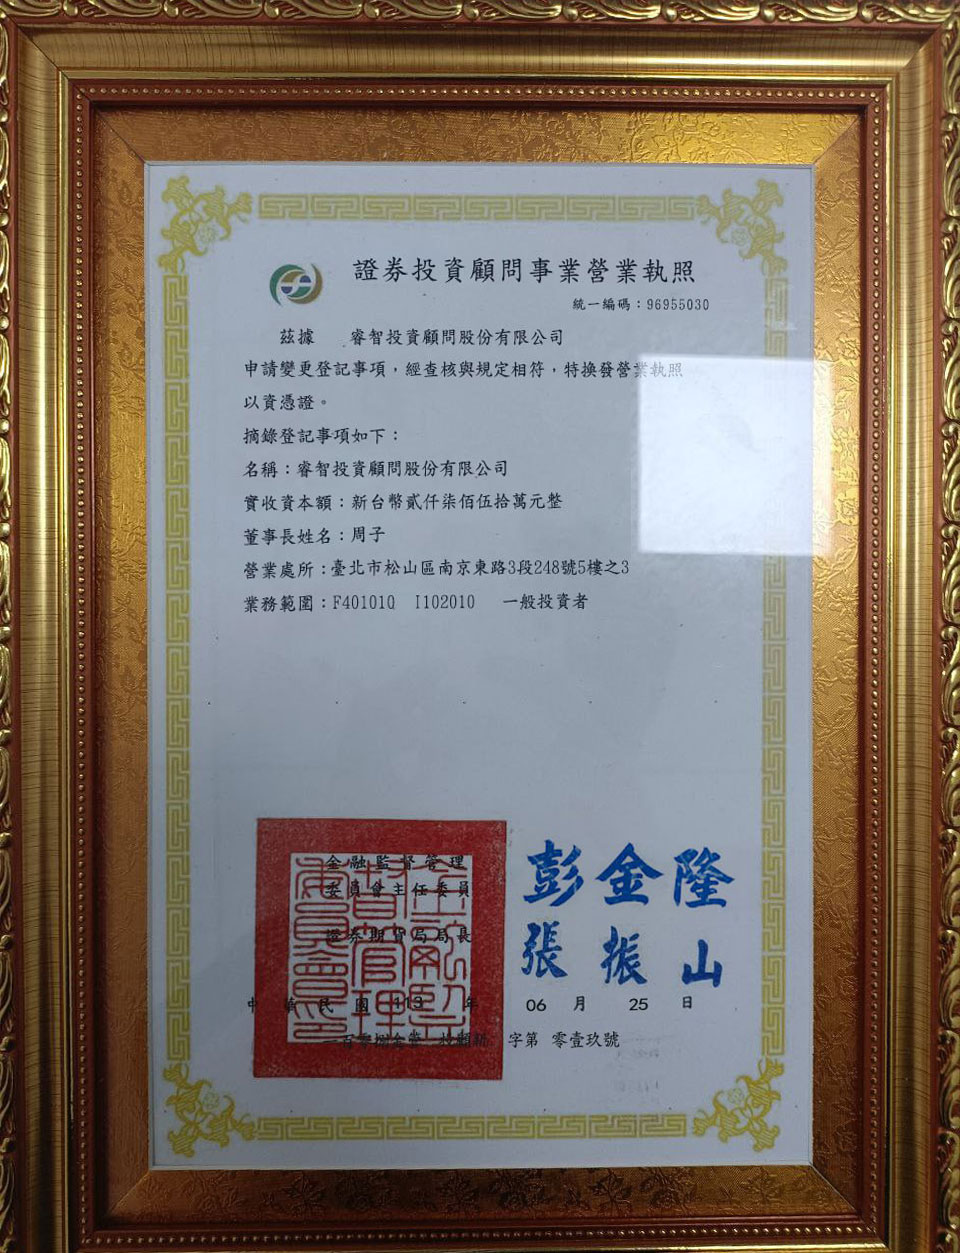 證券投資顧問事業營業執照
統一編碼：96955030
茲據 睿智投資顧問股份有限公司
申請變更登記事項，經查核與規定相符，特換發營業執照
以資憑證。
摘錄登記事項如下：
名稱：睿智投資顧問股份有限公司
實收資本額：新台幣貳仟柒佰伍拾萬元整
董事長姓名：周子
營業處所：臺北市松山區南京東路3段248號5樓之3
業務範圍：F401010 I102010 一般投資者
金融監督管理
委員會主任委員
彭金隆
證券期貨局局長
張振山
中華民國 113 年 06 月 25 日
字第 零壹玖號